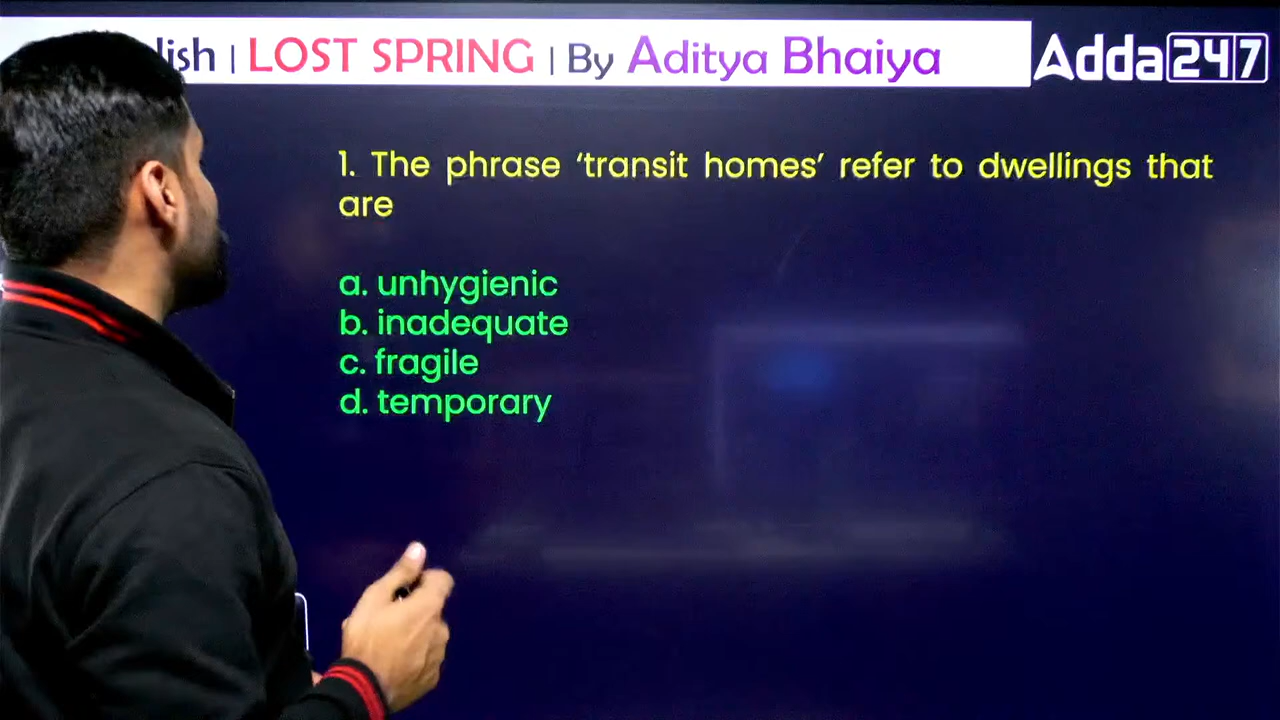 lish | LOST SPRING | By Aditya Bhaiya
Adda247
1. The phrase ‘transit homes’ refer to dwellings that
are
a. unhygienic
b. inadequate
c. fragile
d. temporary